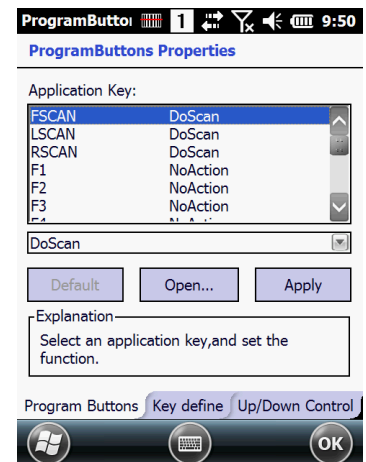 ProgramButto 1 9:50
ProgramButtons Properties
Application Key:
FSCAN DoScan
LSCAN DoScan
RSCAN DoScan
F1 NoAction
F2 NoAction
F3 NoAction
DoScan
Default Open... Apply
Explanation
Select an application key,and set the
function.
Program Buttons Key define Up/Down Control
OK